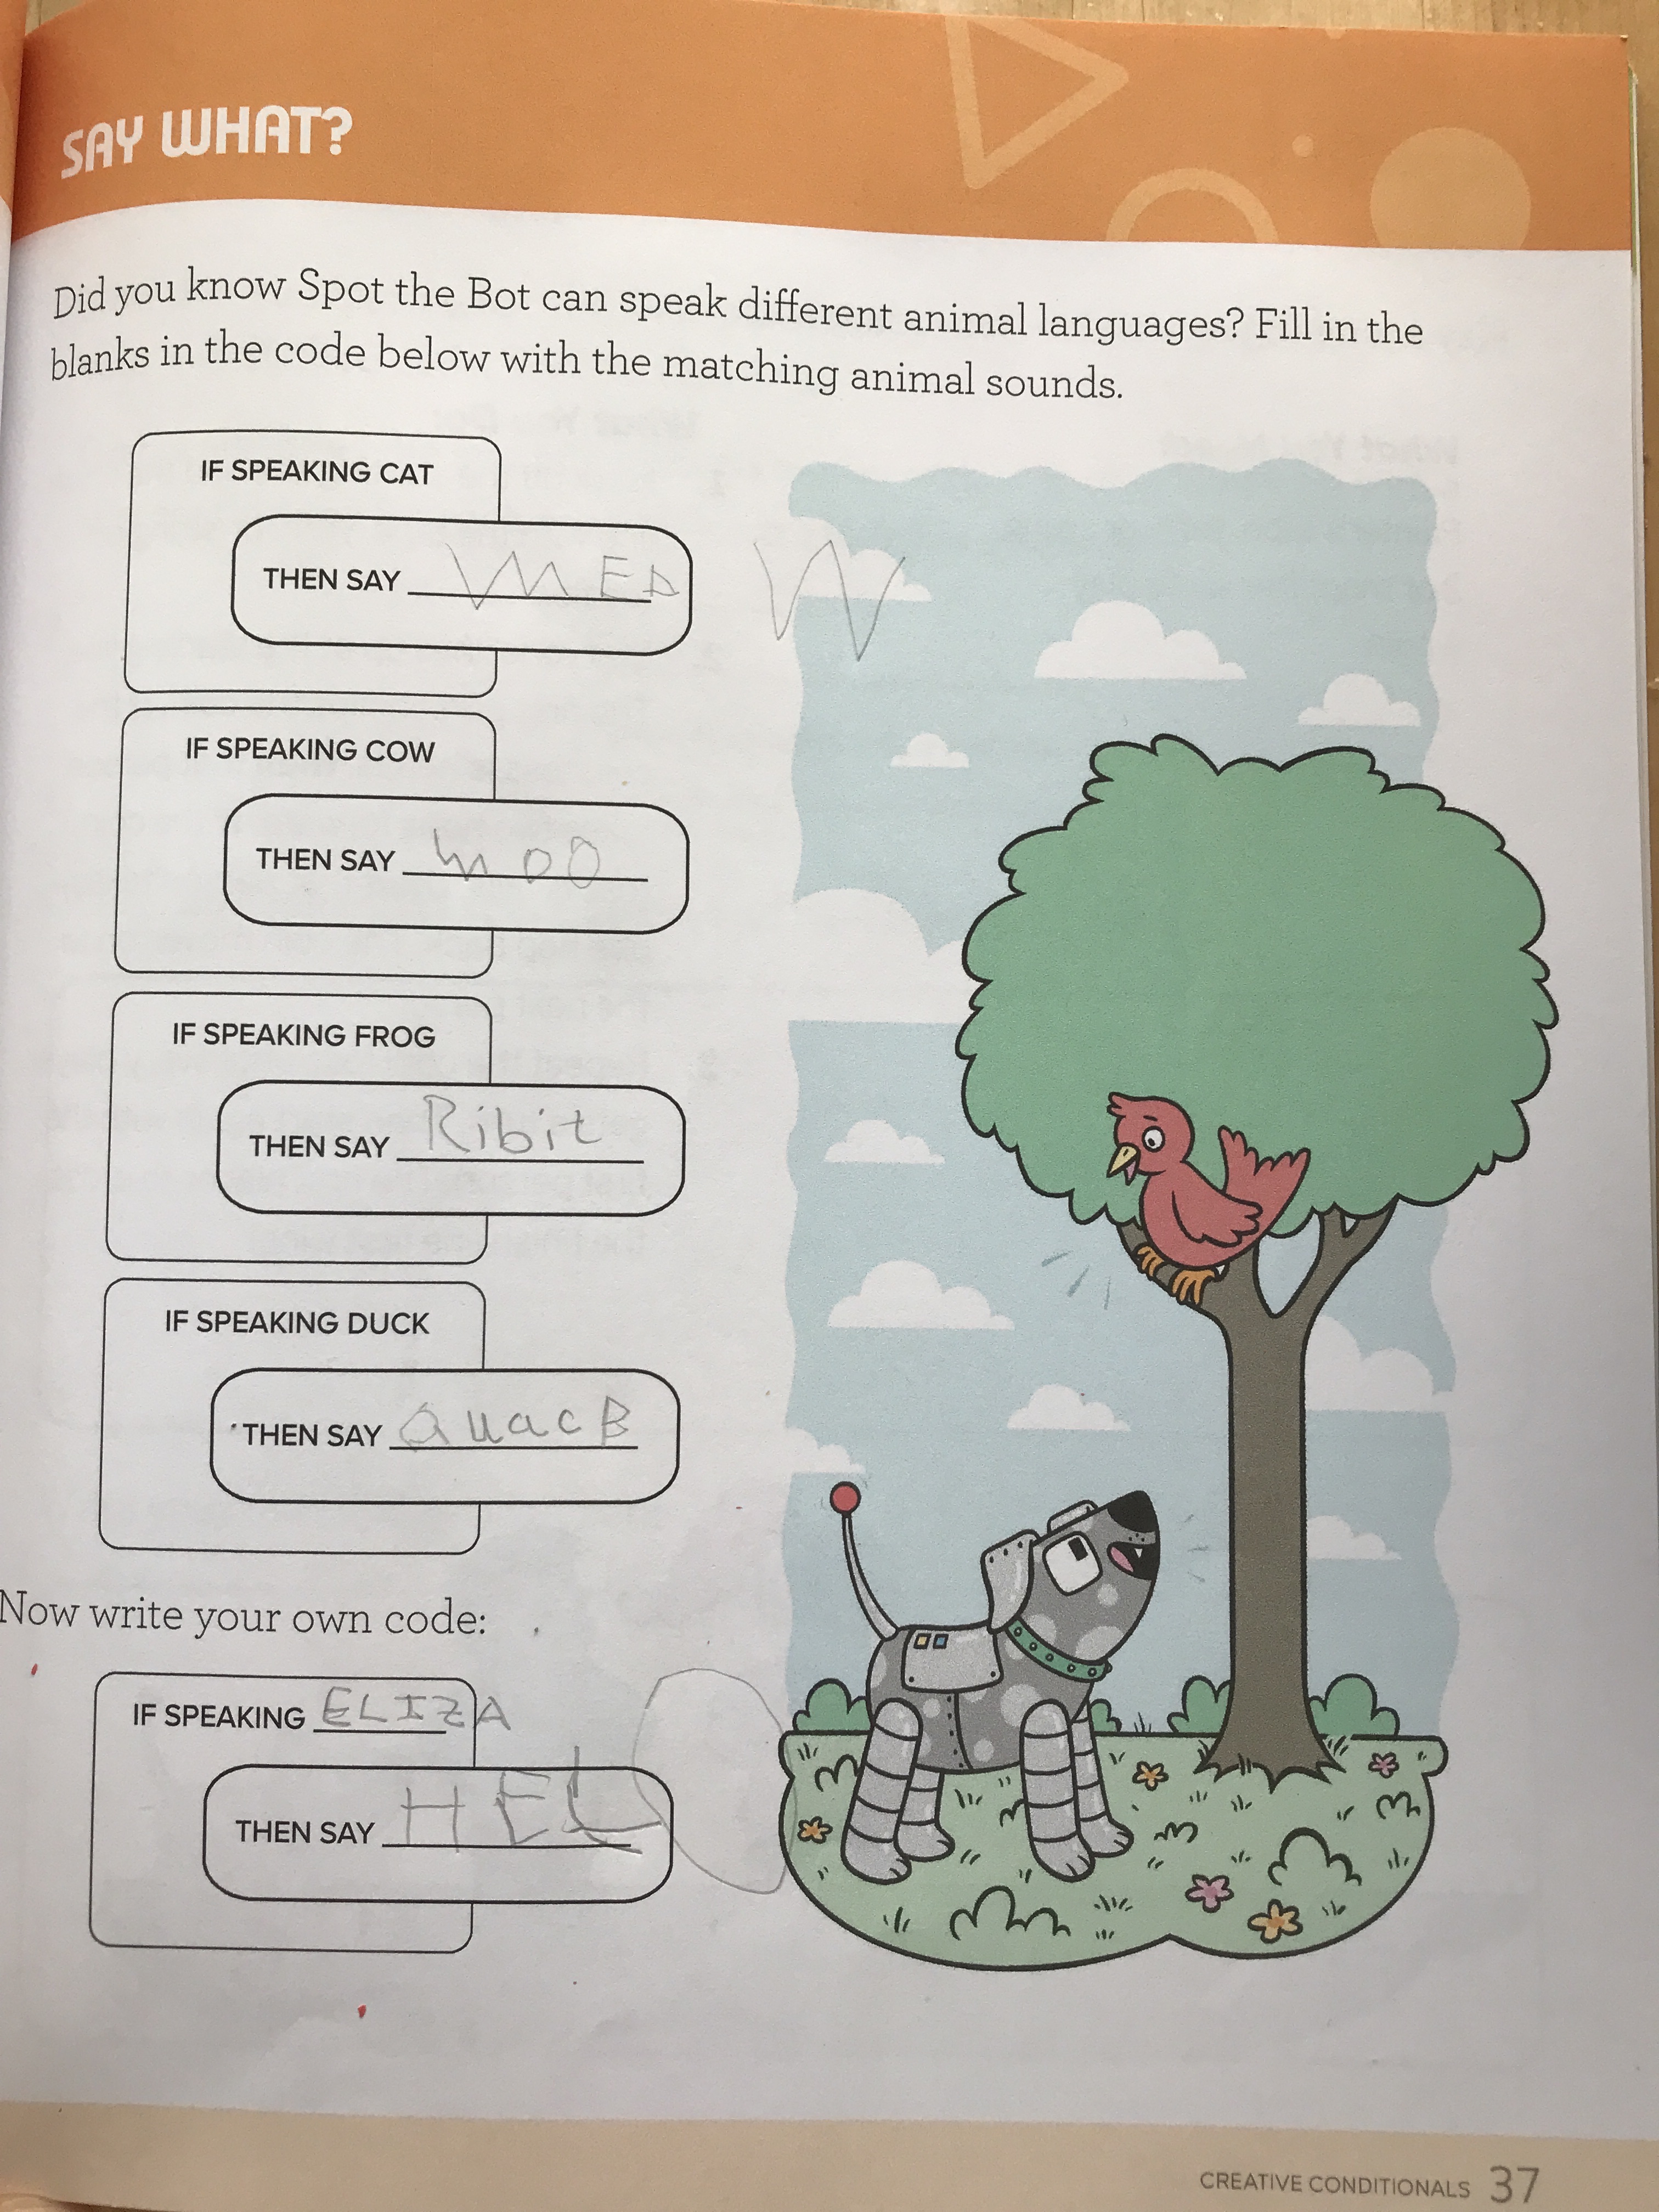 SAY WHAT?
Did you know Spot the Bot can speak different animal languages? Fill in the
blanks in the code below with the matching animal sounds.
IF SPEAKING CAT
THEN SAY MEO W
IF SPEAKING COW
THEN SAY moo
IF SPEAKING FROG
THEN SAY Ribit
IF SPEAKING DUCK
THEN SAY QuacB
Now write your own code:
IF SPEAKING ELIZA
THEN SAY HELLO
CREATIVE CONDITIONALS 37